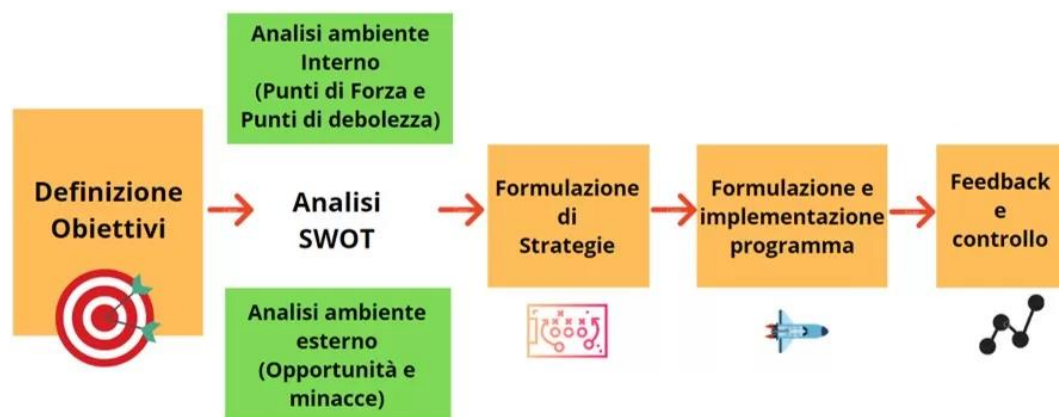 Definizione
Obiettivi
Analisi ambiente
Interno
(Punti di Forza e
Punti di debolezza)
Analisi
SWOT
Analisi ambiente
esterno
(Opportunità e
minacce)
Formulazione
di
Strategie
Formulazione e
implementazione
programma
Feedback
e
controllo